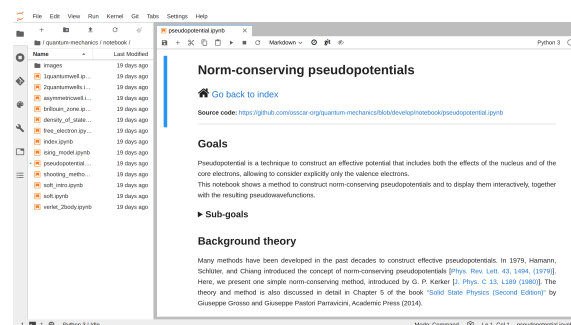 File Edit View Run Kernel Git Tabs Settings Help
pseudopotential.ipynb
Markdown
Python 3
/ quantum-mechanics / notebook /
Name Last Modified
images 19 days ago
1quantumwell.ip... 19 days ago
2quantumwells.i... 19 days ago
asymmetricwell.i... 19 days ago
brillouin_zone.ip... 19 days ago
density_of_state... 19 days ago
free_electron.ipy... 19 days ago
index.ipynb 19 days ago
ising_model.ipynb 19 days ago
pseudopotential... 19 days ago
shooting_metho... 19 days ago
soft_intro.ipynb 19 days ago
soft.ipynb 19 days ago
verlet_2body.ipynb 19 days ago
Norm-conserving pseudopotentials
Go back to index
Source code: https://github.com/osscar-org/quantum-mechanics/blob/develop/notebook/pseudopotential.ipynb
Goals
Pseudopotential is a technique to construct an effective potential that includes both the effects of the nucleus and of the
core electrons, allowing to consider explicitly only the valence electrons.
This notebook shows a method to construct norm-conserving pseudopotentials and to display them interactively, together
with the resulting pseudowavefunctions.
Sub-goals
Background theory
Many methods have been developed in the past decades to construct effective pseudopotentials. In 1979, Hamann,
Schlüter, and Chiang introduced the concept of norm-conserving pseudopotentials [Phys. Rev. Lett. 43, 1494, (1979)].
Here, we present one simple norm-conserving method, introduced by G. P. Kerker [J. Phys. C 13, L189 (1980)]. The
theory and method is also discussed in detail in Chapter 5 of the book "Solid State Physics (Second Edition)" by
Giuseppe Grosso and Giuseppe Pastori Parravicini, Academic Press (2014).